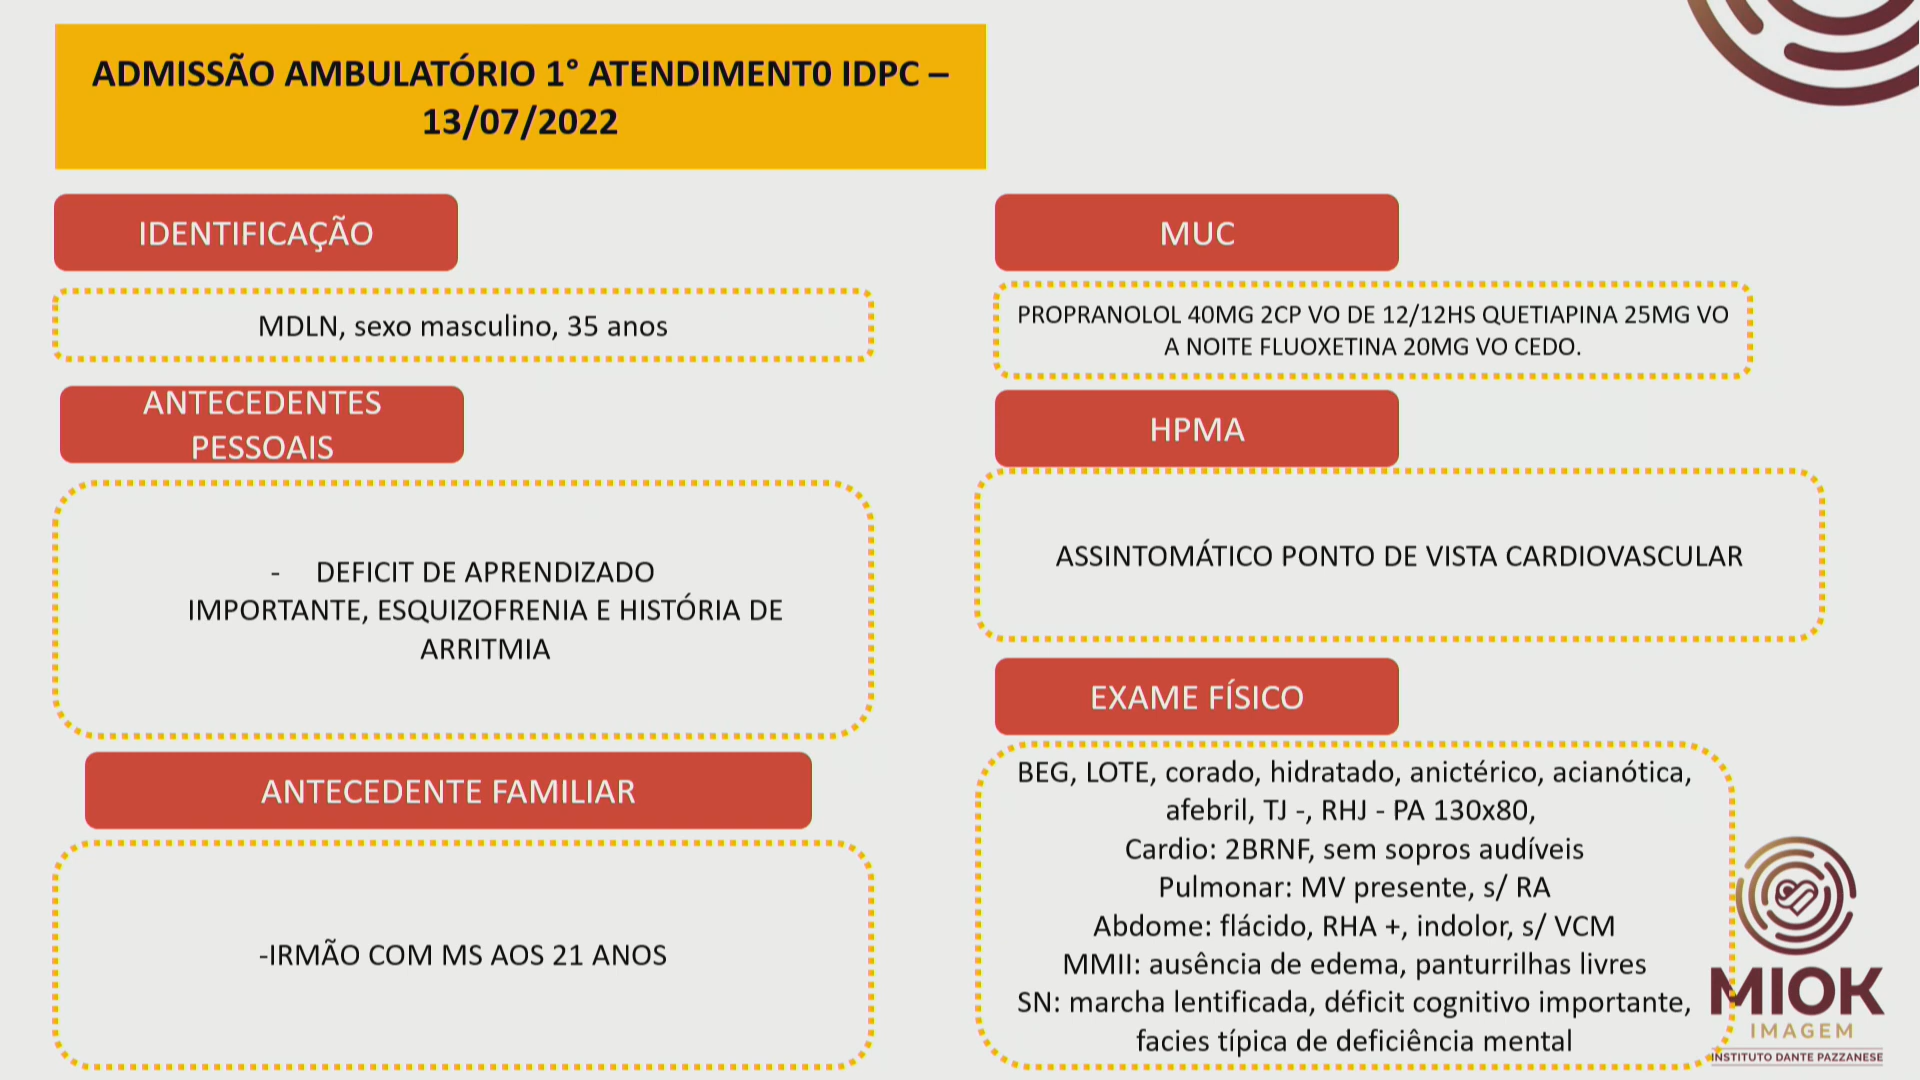 ADMISSÃO AMBULATÓRIO 1° ATENDIMENT0 IDPC –
13/07/2022
IDENTIFICAÇÃO
MDLN, sexo masculino, 35 anos
ANTECEDENTES
PESSOAIS
- DEFICIT DE APRENDIZADO
IMPORTANTE, ESQUIZOFRENIA E HISTÓRIA DE
ARRITMIA
ANTECEDENTE FAMILIAR
-IRMÃO COM MS AOS 21 ANOS
MUC
PROPRANOLOL 40MG 2CP VO DE 12/12HS QUETIAPINA 25MG VO
A NOITE FLUOXETINA 20MG VO CEDO.
HPMA
ASSINTOMÁTICO PONTO DE VISTA CARDIOVASCULAR
EXAME FÍSICO
BEG, LOTE, corado, hidratado, anictérico, acianótica,
afebril, TJ -, RHJ - PA 130x80,
Cardio: 2BRNF, sem sopros audíveis
Pulmonar: MV presente, s/ RA
Abdome: flácido, RHA +, indolor, s/ VCM
MMII: ausência de edema, panturrilhas livres
SN: marcha lentificada, déficit cognitivo importante,
facies típica de deficiência mental
MIOK
IMAGEM
INSTITUTO DANTE PAZZANESE